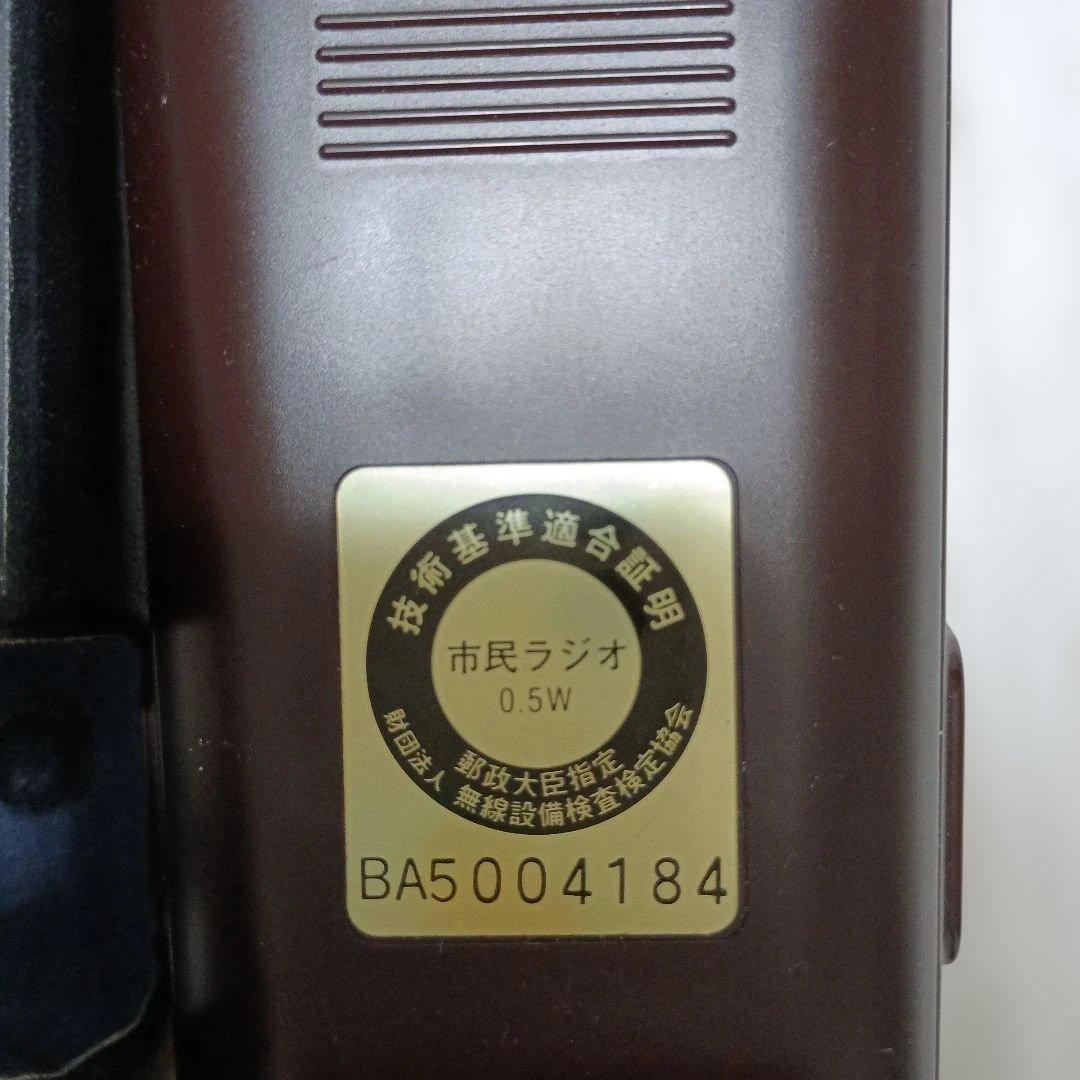 技術基準適合証明
市民ラジオ
0.5W
郵政大臣指定
財団法人 無線設備検査検定協会
BA5004184